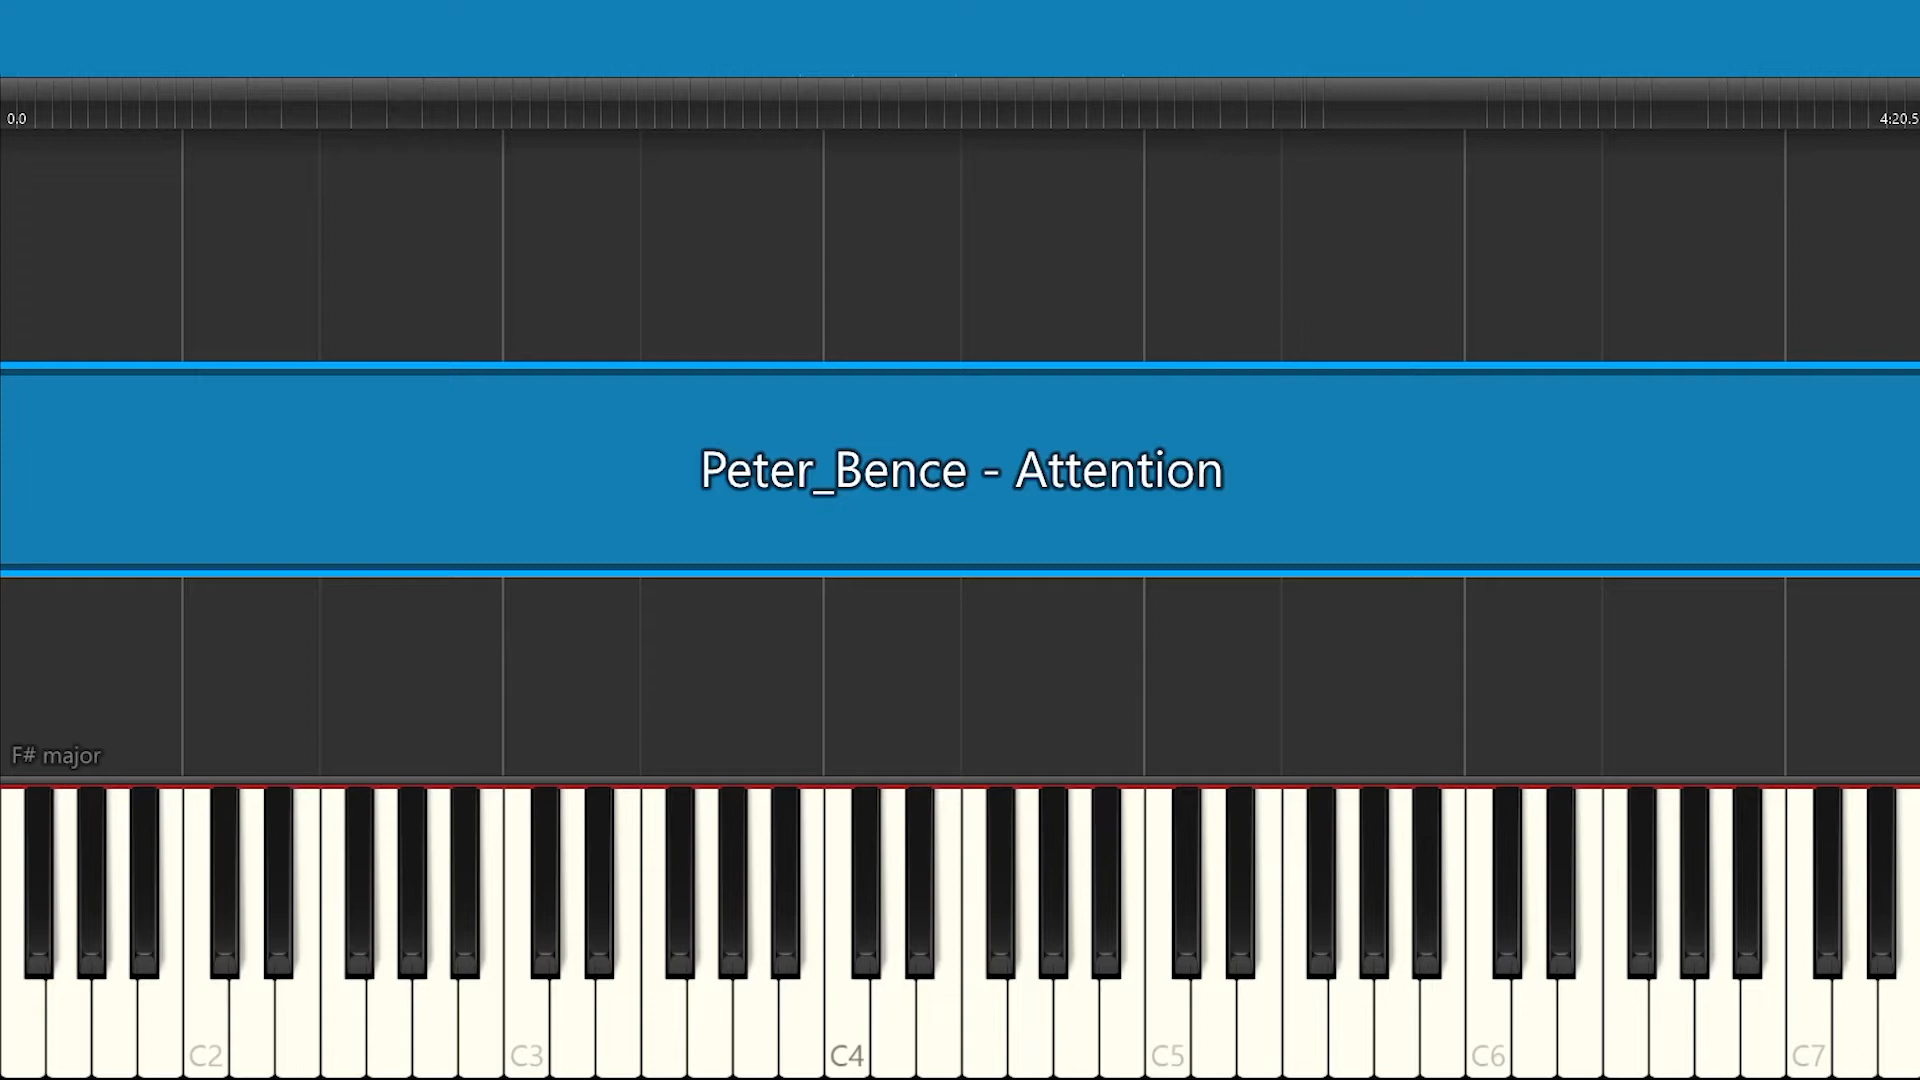 0,0
4:20.5
Peter_Bence - Attention
F# major
C2
C3
C4
C5
C6
C7